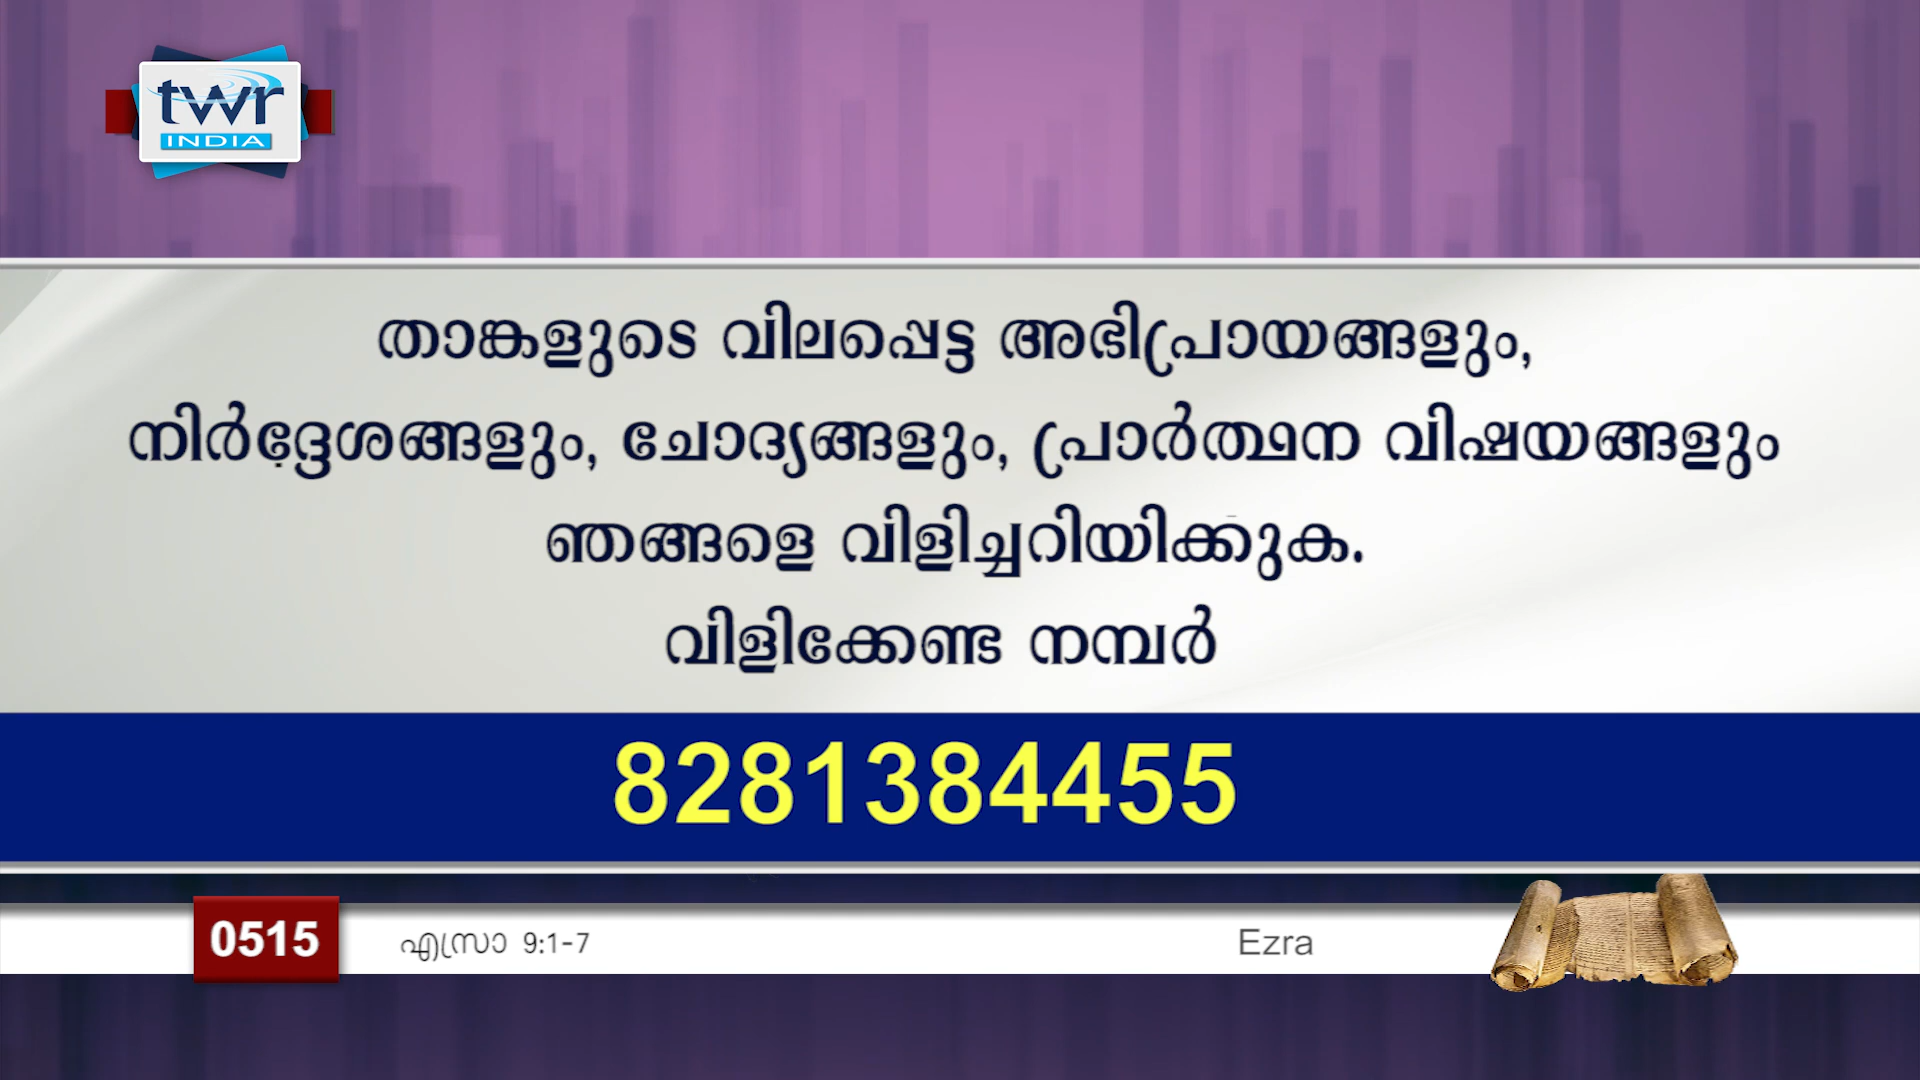 twr
INDIA
താങ്കളുടെ വിലപ്പെട്ട അഭിപ്രായങ്ങളും,
നിർദ്ദേശങ്ങളും, ചോദ്യങ്ങളും, പ്രാർത്ഥന വിഷയങ്ങളും
ഞങ്ങളെ വിളിച്ചറിയിക്കുക.
വിളിക്കേണ്ട നമ്പർ
8281384455
0515 എസ്രാ 9:1-7 Ezra